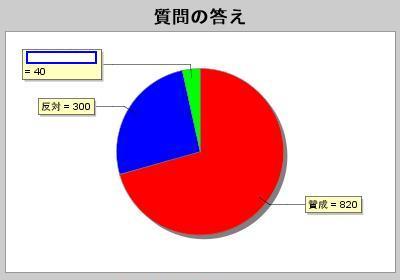 質問の答え
= 40
反対 = 300
賛成 = 820